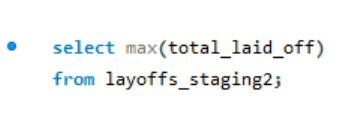 select max(total_laid_off)
from layoffs_staging2;